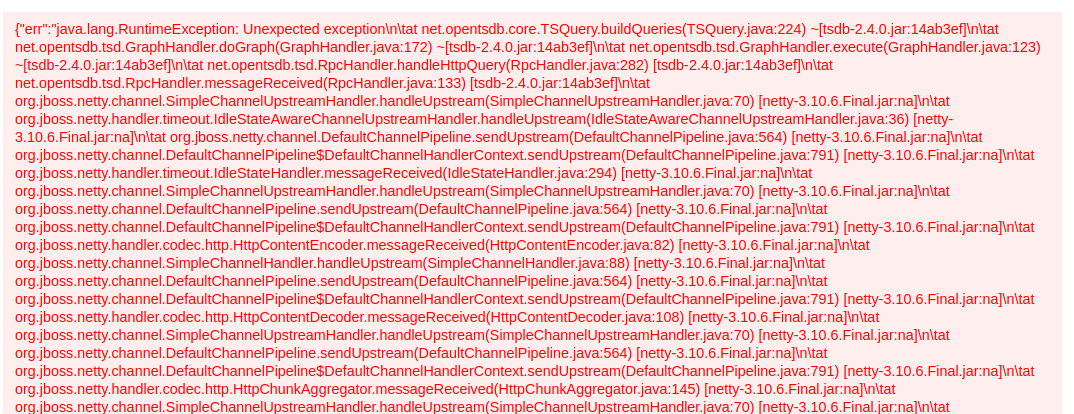 {"err":"java.lang.RuntimeException: Unexpected exception\n\tat net.opentsdb.core.TSQuery.buildQueries(TSQuery.java:224) ~[tsdb-2.4.0.jar:14ab3ef]\n\tat
net.opentsdb.tsd.GraphHandler.doGraph(GraphHandler.java:172) ~[tsdb-2.4.0.jar:14ab3ef]\n\tat net.opentsdb.tsd.GraphHandler.execute(GraphHandler.java:123)
~[tsdb-2.4.0.jar:14ab3ef]\n\tat net.opentsdb.tsd.RpcHandler.handleHttpQuery(RpcHandler.java:282) [tsdb-2.4.0.jar:14ab3ef]\n\tat
net.opentsdb.tsd.RpcHandler.messageReceived(RpcHandler.java:133) [tsdb-2.4.0.jar:14ab3ef]\n\tat
org.jboss.netty.channel.SimpleChannelUpstreamHandler.handleUpstream(SimpleChannelUpstreamHandler.java:70) [netty-3.10.6.Final.jar:na]\n\tat
org.jboss.netty.handler.timeout.IdleStateAwareChannelUpstreamHandler.handleUpstream(IdleStateAwareChannelUpstreamHandler.java:36) [netty-
3.10.6.Final.jar:na]\n\tat org.jboss.netty.channel.DefaultChannelPipeline.sendUpstream(DefaultChannelPipeline.java:564) [netty-3.10.6.Final.jar:na]\n\tat
org.jboss.netty.channel.DefaultChannelPipeline$DefaultChannelHandlerContext.sendUpstream(DefaultChannelPipeline.java:791) [netty-3.10.6.Final.jar:na]\n\tat
org.jboss.netty.handler.timeout.IdleStateHandler.messageReceived(IdleStateHandler.java:294) [netty-3.10.6.Final.jar:na]\n\tat
org.jboss.netty.channel.SimpleChannelUpstreamHandler.handleUpstream(SimpleChannelUpstreamHandler.java:70) [netty-3.10.6.Final.jar:na]\n\tat
org.jboss.netty.channel.DefaultChannelPipeline.sendUpstream(DefaultChannelPipeline.java:564) [netty-3.10.6.Final.jar:na]\n\tat
org.jboss.netty.channel.DefaultChannelPipeline$DefaultChannelHandlerContext.sendUpstream(DefaultChannelPipeline.java:791) [netty-3.10.6.Final.jar:na]\n\tat
org.jboss.netty.handler.codec.http.HttpContentEncoder.messageReceived(HttpContentEncoder.java:82) [netty-3.10.6.Final.jar:na]\n\tat
org.jboss.netty.channel.SimpleChannelHandler.handleUpstream(SimpleChannelHandler.java:88) [netty-3.10.6.Final.jar:na]\n\tat
org.jboss.netty.channel.DefaultChannelPipeline.sendUpstream(DefaultChannelPipeline.java:564) [netty-3.10.6.Final.jar:na]\n\tat
org.jboss.netty.channel.DefaultChannelPipeline$DefaultChannelHandlerContext.sendUpstream(DefaultChannelPipeline.java:791) [netty-3.10.6.Final.jar:na]\n\tat
org.jboss.netty.handler.codec.http.HttpContentDecoder.messageReceived(HttpContentDecoder.java:108) [netty-3.10.6.Final.jar:na]\n\tat
org.jboss.netty.channel.SimpleChannelUpstreamHandler.handleUpstream(SimpleChannelUpstreamHandler.java:70) [netty-3.10.6.Final.jar:na]\n\tat
org.jboss.netty.channel.DefaultChannelPipeline.sendUpstream(DefaultChannelPipeline.java:564) [netty-3.10.6.Final.jar:na]\n\tat
org.jboss.netty.channel.DefaultChannelPipeline$DefaultChannelHandlerContext.sendUpstream(DefaultChannelPipeline.java:791) [netty-3.10.6.Final.jar:na]\n\tat
org.jboss.netty.handler.codec.http.HttpChunkAggregator.messageReceived(HttpChunkAggregator.java:145) [netty-3.10.6.Final.jar:na]\n\tat
org.jboss.netty.channel.SimpleChannelUpstreamHandler.handleUpstream(SimpleChannelUpstreamHandler.java:70) [netty-3.10.6.Final.jar:na]\n\tat